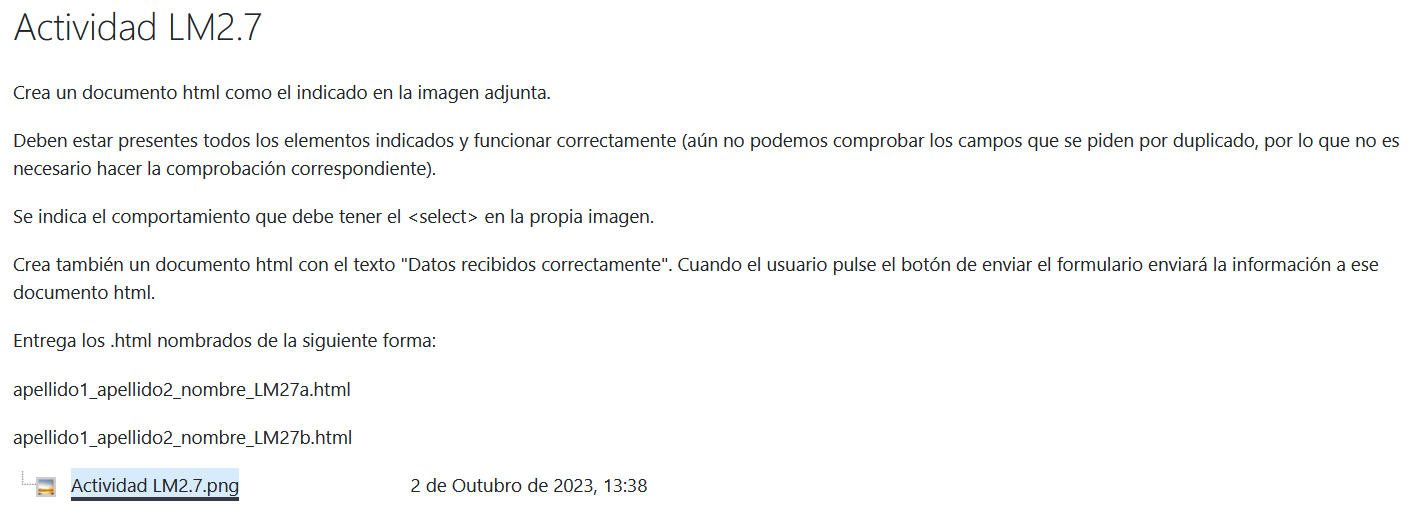 Actividad LM2.7
Crea un documento html como el indicado en la imagen adjunta.
Deben estar presentes todos los elementos indicados y funcionar correctamente (aún no podemos comprobar los campos que se piden por duplicado, por lo que no es
necesario hacer la comprobación correspondiente).
Se indica el comportamiento que debe tener el <select> en la propia imagen.
Crea también un documento html con el texto "Datos recibidos correctamente". Cuando el usuario pulse el botón de enviar el formulario enviará la información a ese
documento html.
Entrega los .html nombrados de la siguiente forma:
apellido1_apellido2_nombre_LM27a.html
apellido1_apellido2_nombre_LM27b.html
Actividad LM2.7.png 2 de Outubro de 2023, 13:38